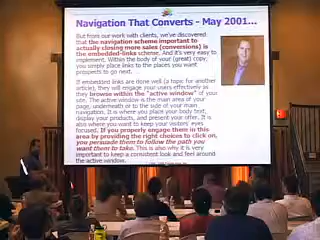 Navigation That Converts - May 2001...
But from our work with clients, we've discovered
that the navigation scheme important to
actually closing more sales (conversions) is
the embedded-links scheme. And it's very easy to
implement. Within the body of your (great) copy,
you simply place links to the places you want
prospects to go next. ...
If embedded links are done well (a topic for another
article), they will engage your users effectively as
they browse within the "active window" of your
site. The active window is the main area of your
page, underneath or to the side of your main
navigation. It is where you place your text,
display your products, and present your offer. It is
also where you want to keep your visitors' eyes
focused. If you properly engage them in this
area by providing the right choices to click on,
you persuade them to follow the path you
want them to take. This is also why it is very
important to keep a consistent look and feel around
the active window.